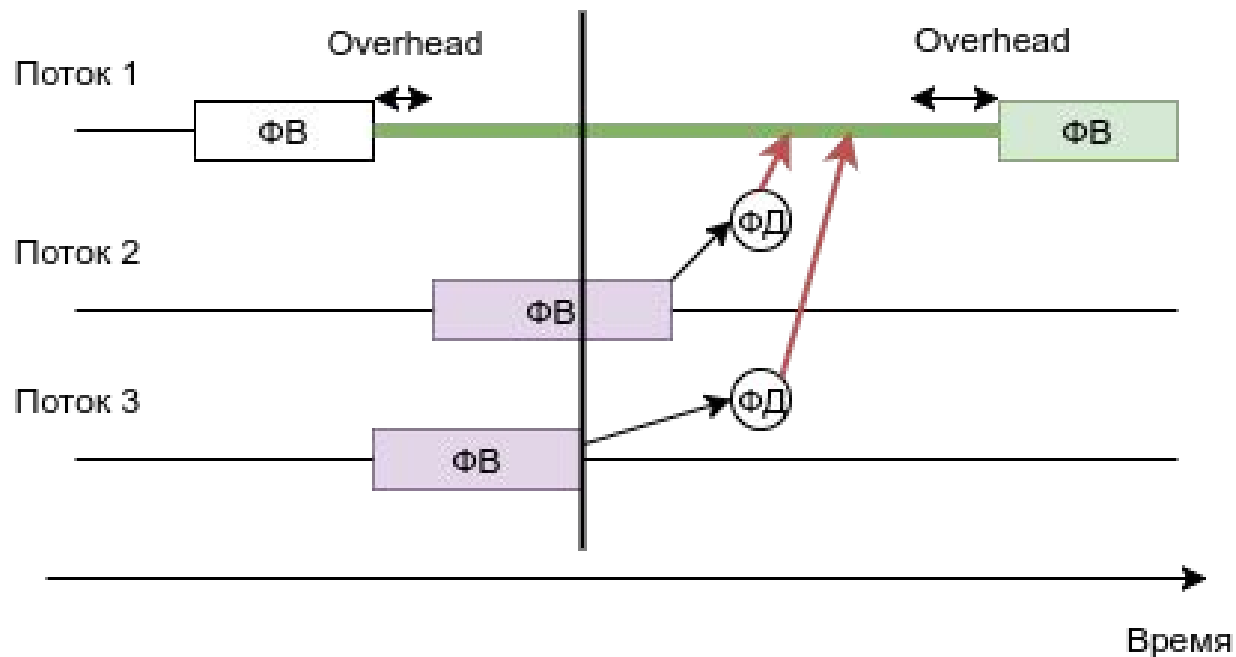 Overhead
Overhead
Поток 1
ФВ
ФВ
ФД
Поток 2
ФВ
Поток 3
ФД
ФВ
Время